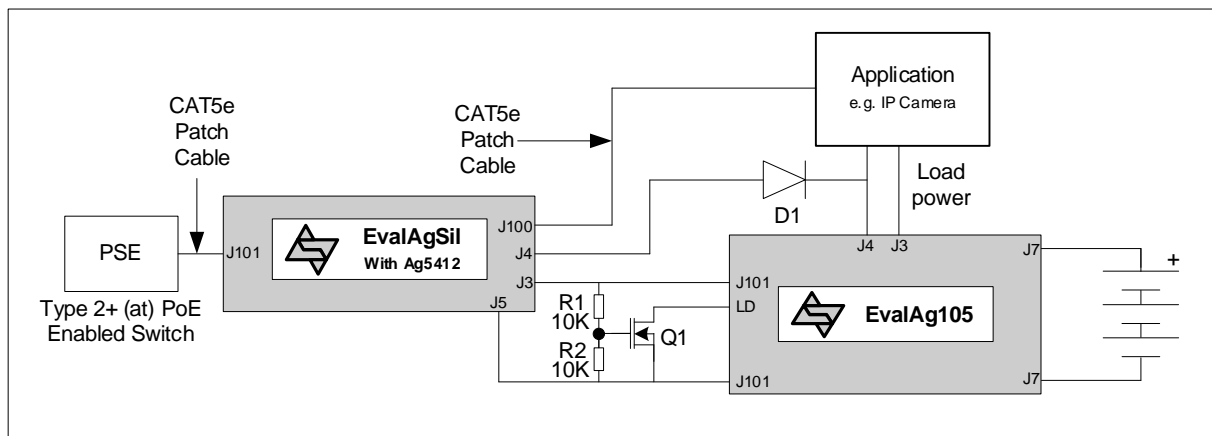 CAT5e
Patch
Cable
CAT5e
Patch
Cable
Application
e.g. IP Camera
Load
power
D1
PSE
J101
EvalAgSil
With Ag5412
J100
J4
J3
J5
Type 2+ (at) PoE
Enabled Switch
R1
10K
R2
10K
Q1
J4
J3
J101
LD
J101
EvalAg105
J7
J7
+